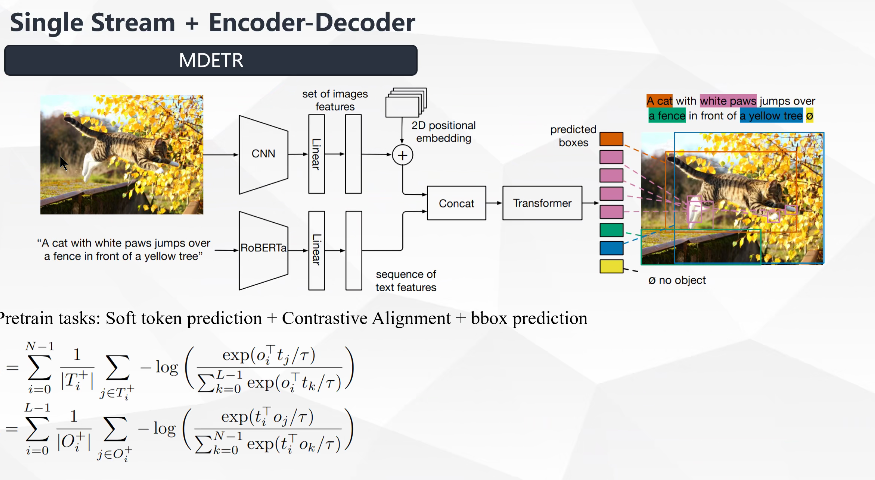 Single Stream + Encoder-Decoder
MDETR
set of images
features
2D positional
embedding
CNN
Linear
+
"A cat with white paws jumps over
a fence in front of a yellow tree"
RoBERTa
Linear
sequence of
text features
Concat
Transformer
predicted
boxes
A cat with white paws jumps over
a fence in front of a yellow tree ø
ø no object
Pretrain tasks: Soft token prediction + Contrastive Alignment + bbox prediction
= \sum_{i=0}^{N-1} \frac{1}{|T_i^+|} \sum_{j \in T_i^+} -\log \left( \frac{\exp(o_i^\top t_j/\tau)}{\sum_{k=0}^{L-1} \exp(o_i^\top t_k/\tau)} \right)
= \sum_{i=0}^{L-1} \frac{1}{|O_i^+|} \sum_{j \in O_i^+} -\log \left( \frac{\exp(t_i^\top o_j/\tau)}{\sum_{k=0}^{N-1} \exp(t_i^\top o_k/\tau)} \right)